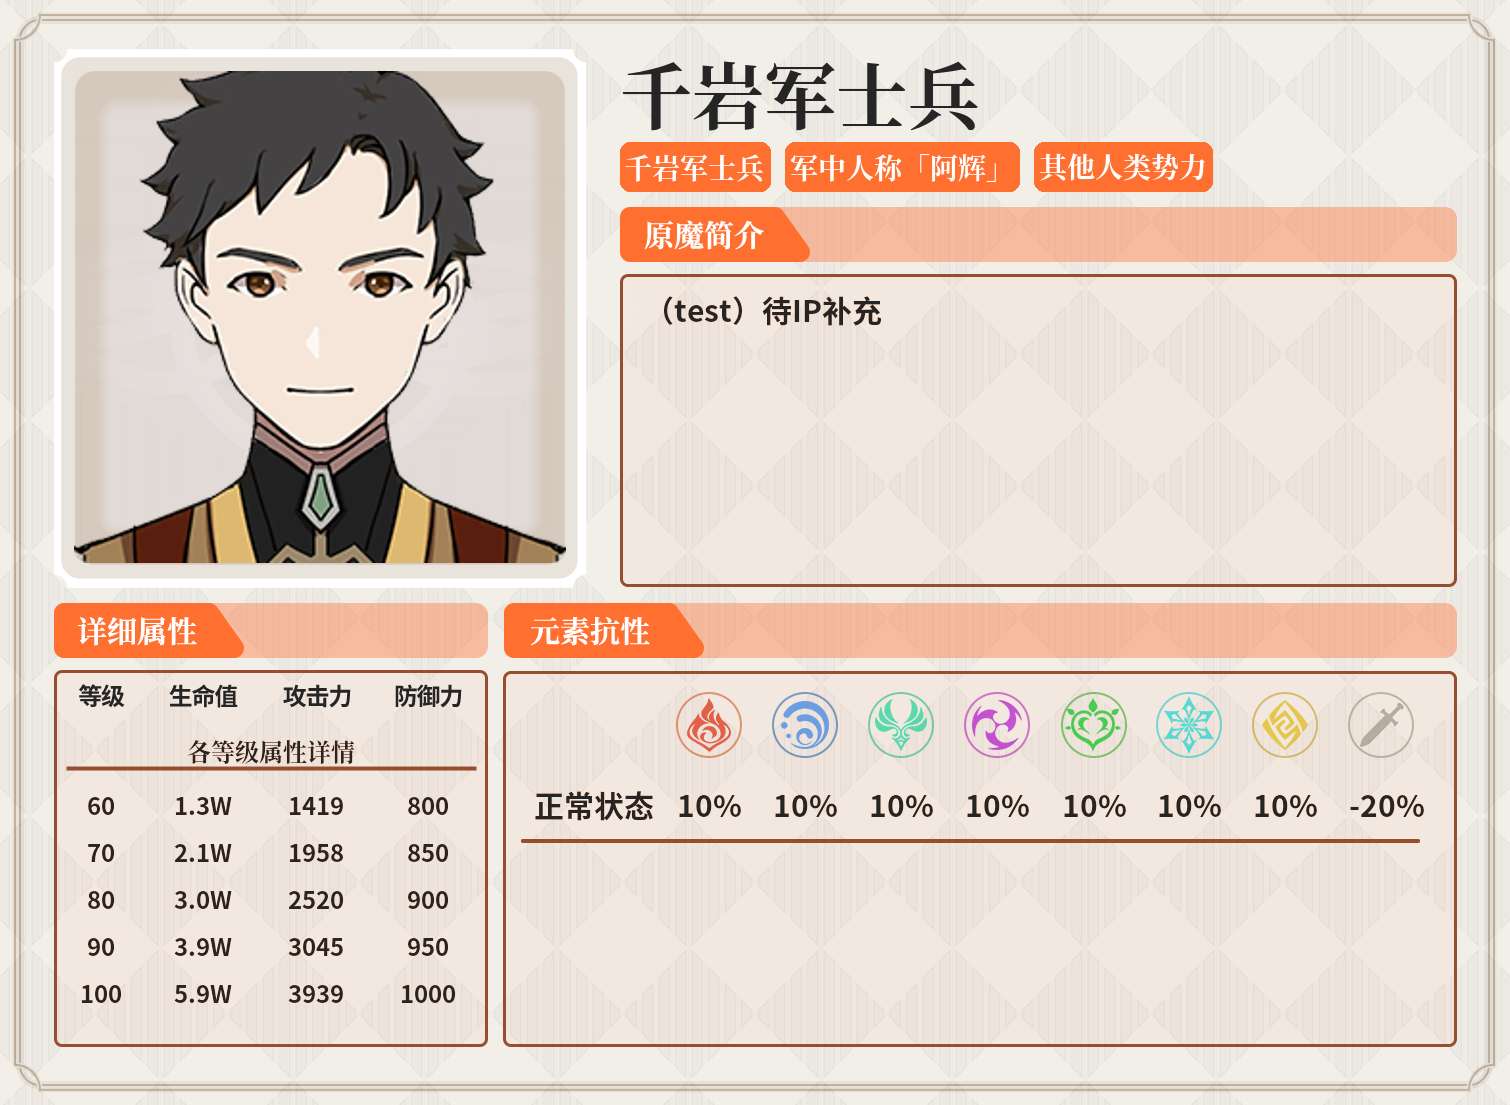 千岩军士兵
千岩军士兵 军中人称「阿辉」 其他人类势力
原魔简介
（test）待IP补充
详细属性
等级 生命值 攻击力 防御力
各等级属性详情
60 1.3W 1419 800
70 2.1W 1958 850
80 3.0W 2520 900
90 3.9W 3045 950
100 5.9W 3939 1000
元素抗性
正常状态 10% 10% 10% 10% 10% 10% 10% -20%